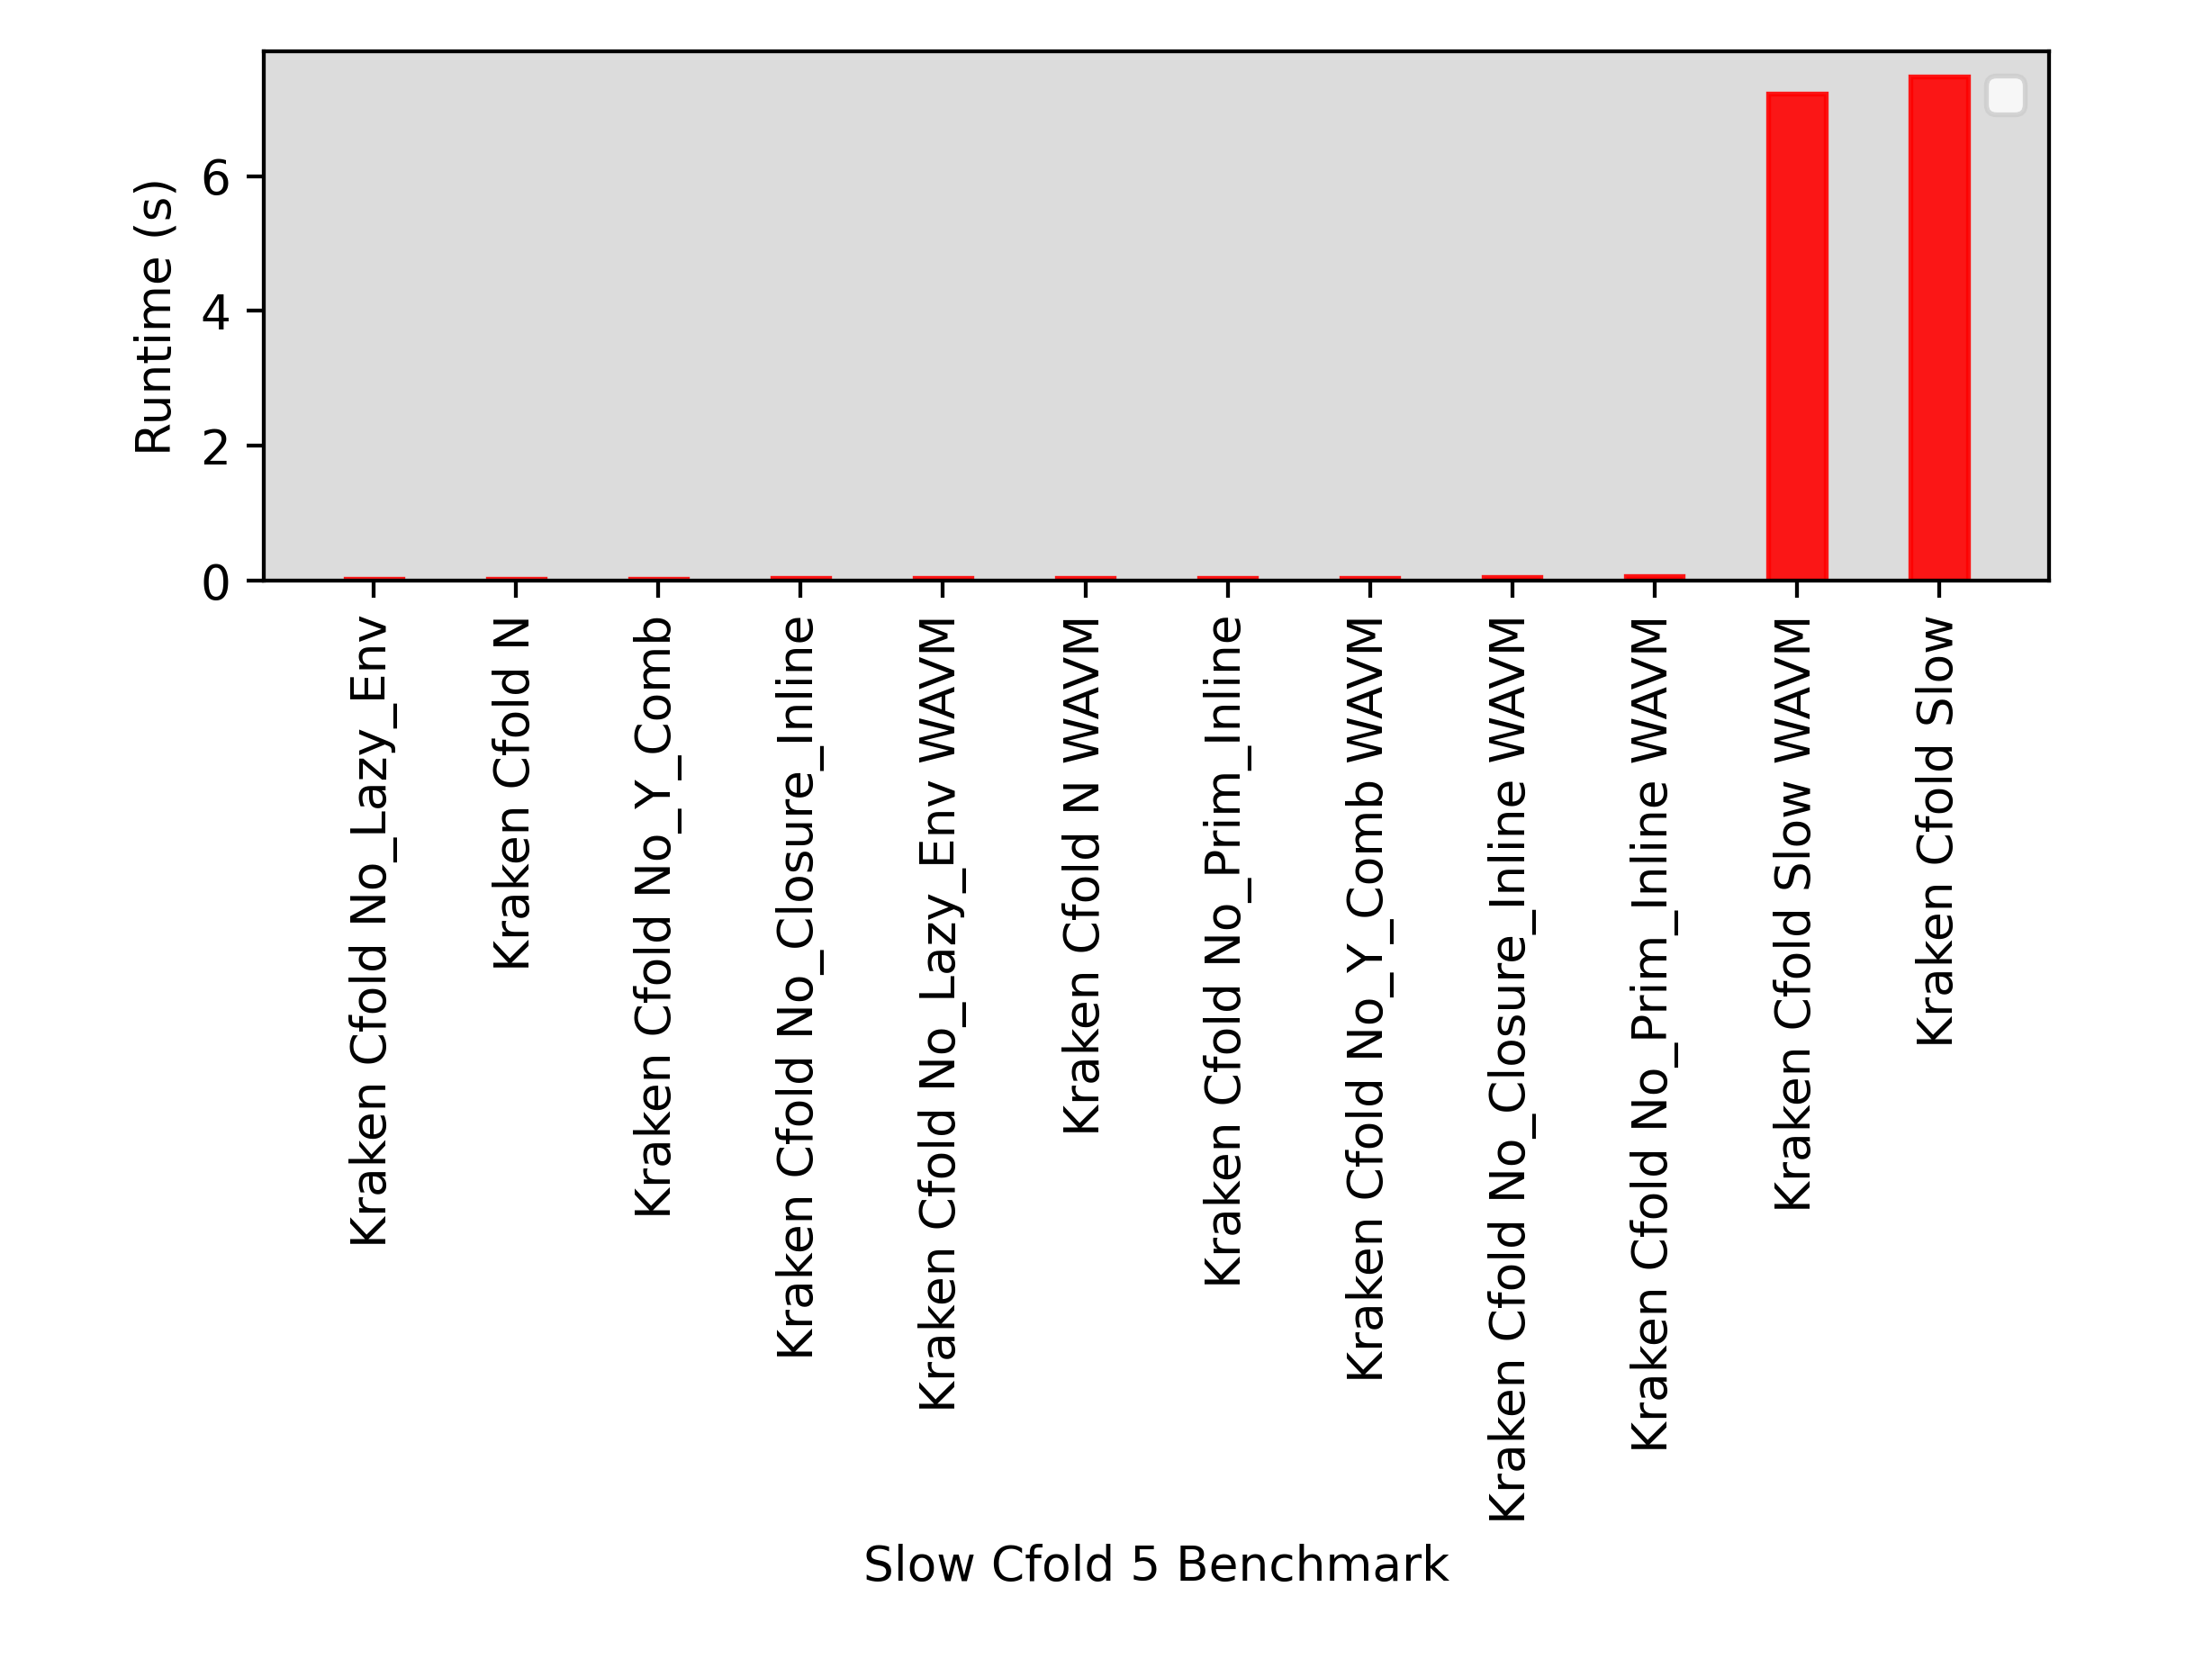 Runtime (s)
6
4
2
0
Kraken Cfold No_Lazy_Env
Kraken Cfold N
Kraken Cfold No_Y_Comb
Kraken Cfold No_Closure_Inline
Kraken Cfold No_Lazy_Env WAVM
Kraken Cfold N WAVM
Kraken Cfold No_Prim_Inline
Kraken Cfold No_Y_Comb WAVM
Kraken Cfold No_Closure_Inline WAVM
Kraken Cfold No_Prim_Inline WAVM
Kraken Cfold Slow WAVM
Kraken Cfold Slow
Slow Cfold 5 Benchmark